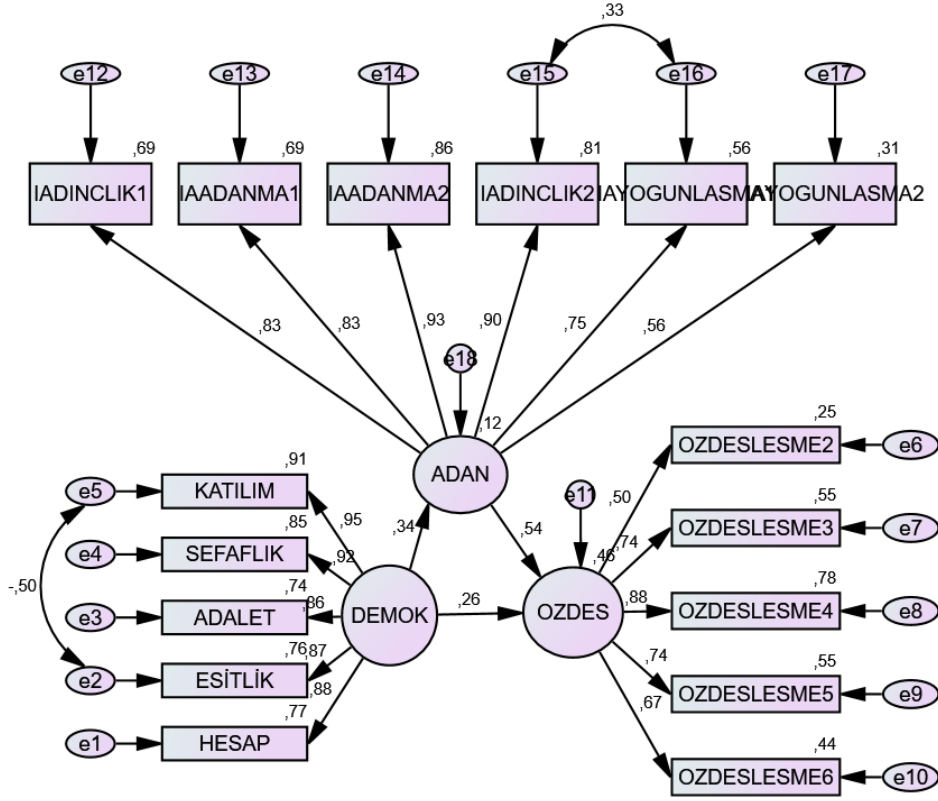 ,33
e12
e13
e14
e15
e16
e17
,69
,69
,86
,81
,56
,31
IADINCLIK1
IAADANMA1
IAADANMA2
IADINCLIK2
IAYOGUNLASMA1
IAYOGUNLASMA2
,83
,83
,93
,90
,75
,56
e18
,12
ADAN
,25
OZDESLESME2
e6
,91
e5
KATILIM
,95
,34
,54
e11
,50
,55
OZDESLESME3
e7
,85
e4
SEFAFLIK
,92
,46
,74
,78
-,50
,74
e3
ADALET
,86
DEMOK
,26
OZDES
,88
OZDESLESME4
e8
,76
,87
e2
ESİTLİK
,88
,74
,55
OZDESLESME5
e9
,67
,77
e1
HESAP
,44
OZDESLESME6
e10